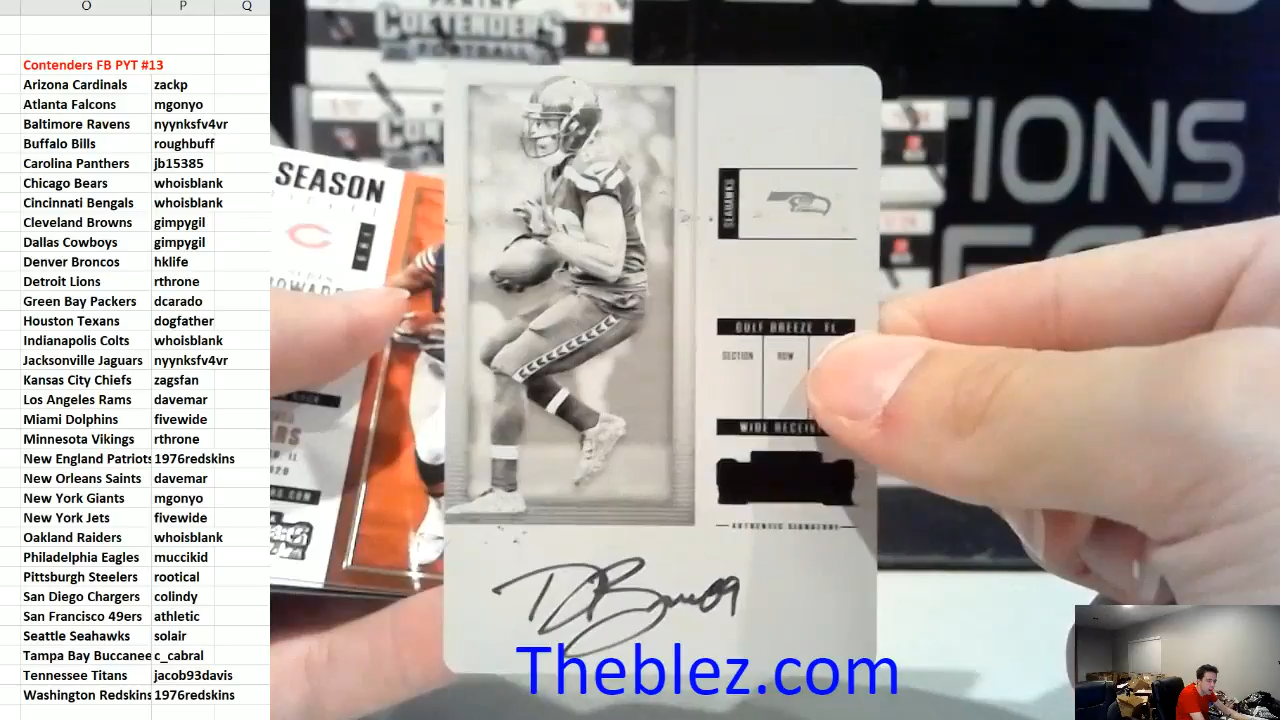 O P Q
Contenders FB PYT #13
Arizona Cardinals zackp
Atlanta Falcons mgonyo
Baltimore Ravens nyynksfv4vr
Buffalo Bills roughbuff
Carolina Panthers jb15385
Chicago Bears whoisblank
Cincinnati Bengals whoisblank
Cleveland Browns gimpygil
Dallas Cowboys gimpygil
Denver Broncos hklife
Detroit Lions rthrone
Green Bay Packers dcarado
Houston Texans dogfather
Indianapolis Colts whoisblank
Jacksonville Jaguars nyynksfv4vr
Kansas City Chiefs zagsfan
Los Angeles Rams davemar
Miami Dolphins fivewide
Minnesota Vikings rthrone
New England Patriots 1976redskins
New Orleans Saints davemar
New York Giants mgonyo
New York Jets fivewide
Oakland Raiders whoisblank
Philadelphia Eagles muccikid
Pittsburgh Steelers rootical
San Diego Chargers colindy
San Francisco 49ers athletic
Seattle Seahawks solair
Tampa Bay Buccanee c_cabral
Tennessee Titans jacob93davis
Washington Redskins 1976redskins
CONTENDERS
FOOTBALL
TIONS
SEASON
TICKET
SEAHAWKS
GULF BREEZE FL
SECTION ROW
WIDE RECEI
AUTHENTIC SIGNATURE
Theblez.com